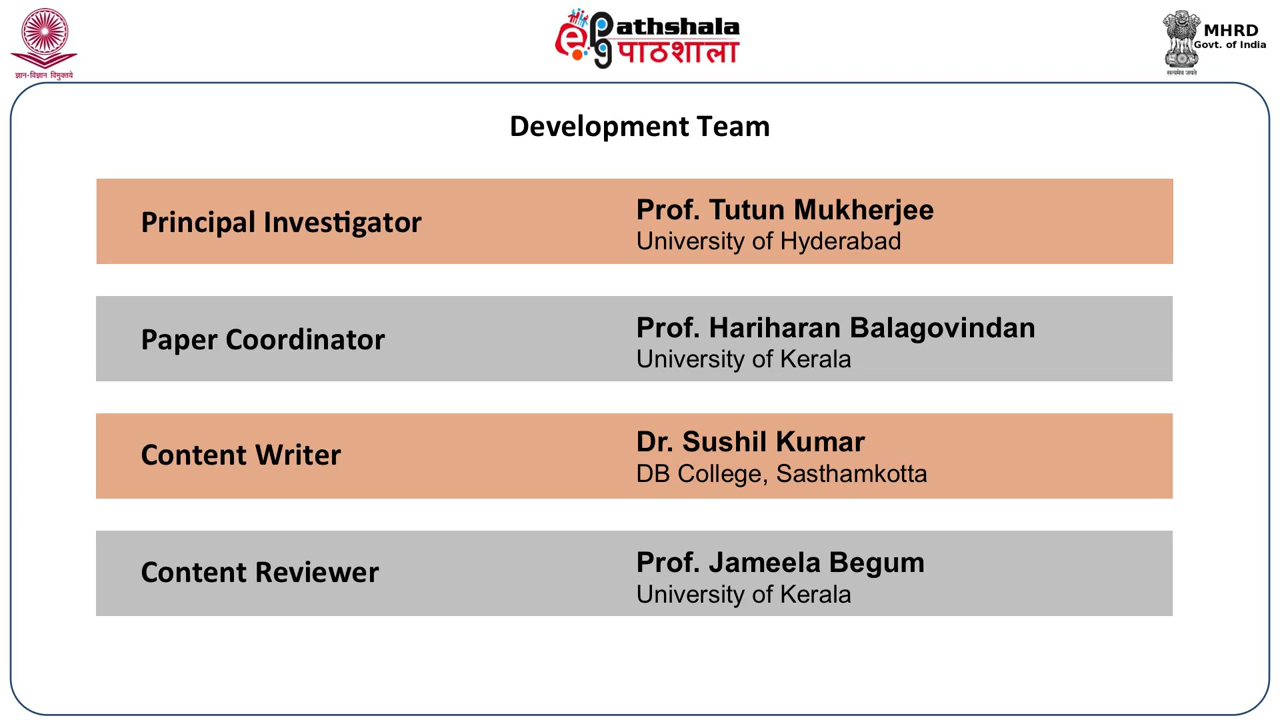 ज्ञान-विज्ञान विमुक्तये
ePathshala
पाठशाला
MHRD
Govt. of India
सत्यमेव जयते
Development Team
Principal Investigator
Prof. Tutun Mukherjee
University of Hyderabad
Paper Coordinator
Prof. Hariharan Balagovindan
University of Kerala
Content Writer
Dr. Sushil Kumar
DB College, Sasthamkotta
Content Reviewer
Prof. Jameela Begum
University of Kerala